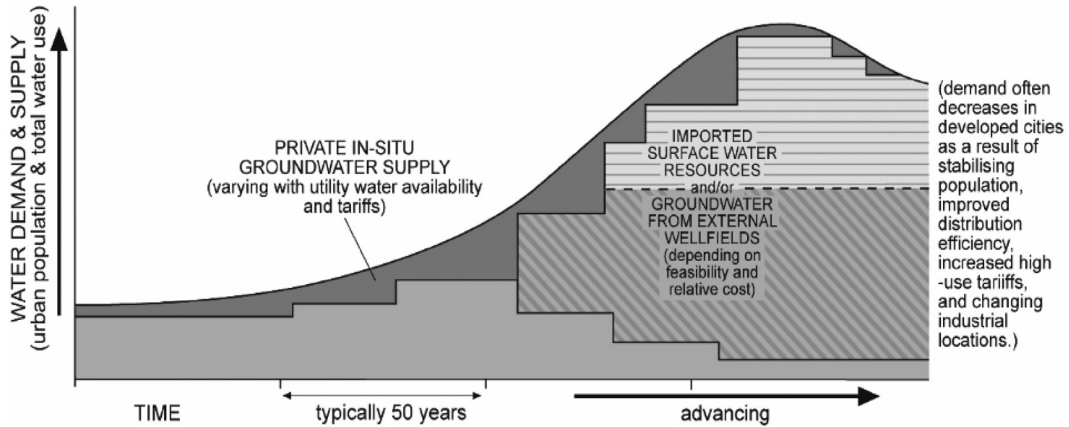 WATER DEMAND & SUPPLY
(urban population & total water use)
PRIVATE IN-SITU
GROUNDWATER SUPPLY
(varying with utility water availability
and tariffs)
IMPORTED
SURFACE WATER
RESOURCES
and/or
GROUNDWATER
FROM EXTERNAL
WELLFIELDS
(depending on
feasibility and
relative cost)
(demand often
decreases in
developed cities
as a result of
stabilising
population,
improved
distribution
efficiency,
increased high
-use tariiffs,
and changing
industrial
locations.)
TIME
typically 50 years
advancing